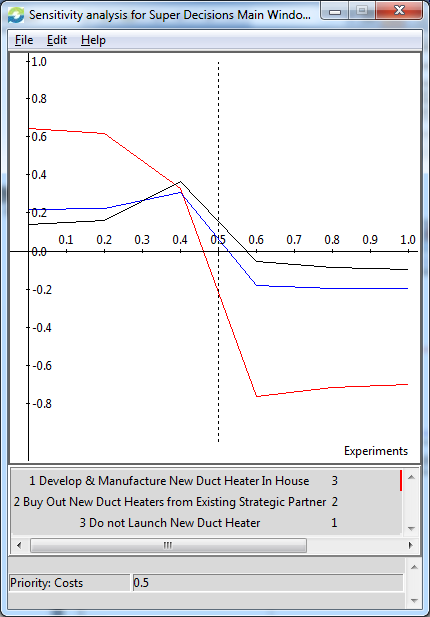 Sensitivity analysis for Super Decisions Main Windo...
File Edit Help
1.0
0.8
0.6
0.4
0.2
0.0
0.1 0.2 0.3 0.4 0.5 0.6 0.7 0.8 0.9 1.0
-0.2
-0.4
-0.6
-0.8
Experiments
1 Develop & Manufacture New Duct Heater In House 3
2 Buy Out New Duct Heaters from Existing Strategic Partner 2
3 Do not Launch New Duct Heater 1
Priority: Costs 0.5